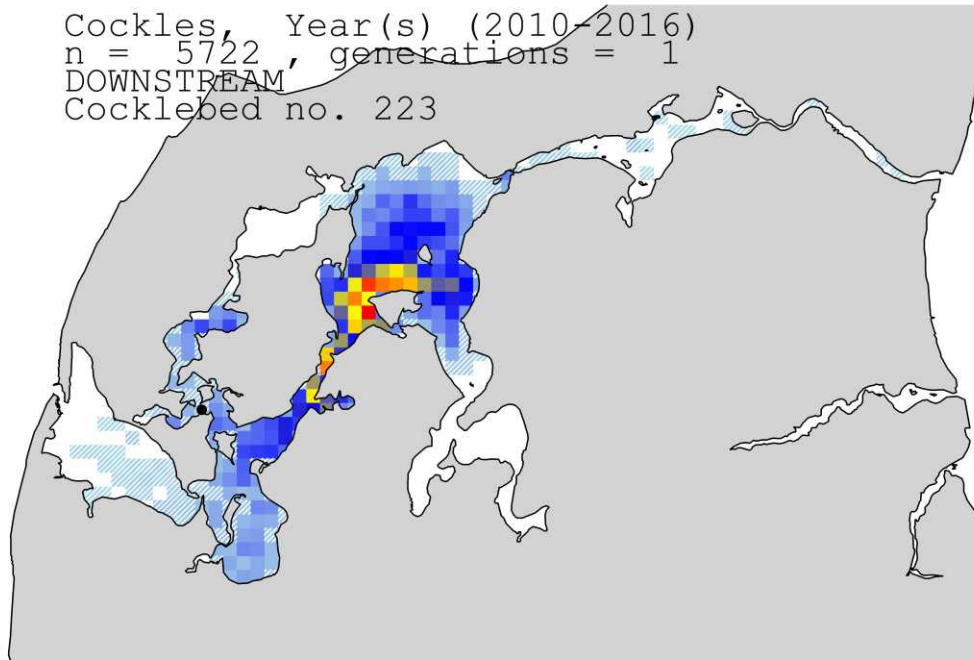 Cockles, Year(s) (2010-2016)
n = 5722 , generations = 1
DOWNSTREAM
Cocklebed no. 223